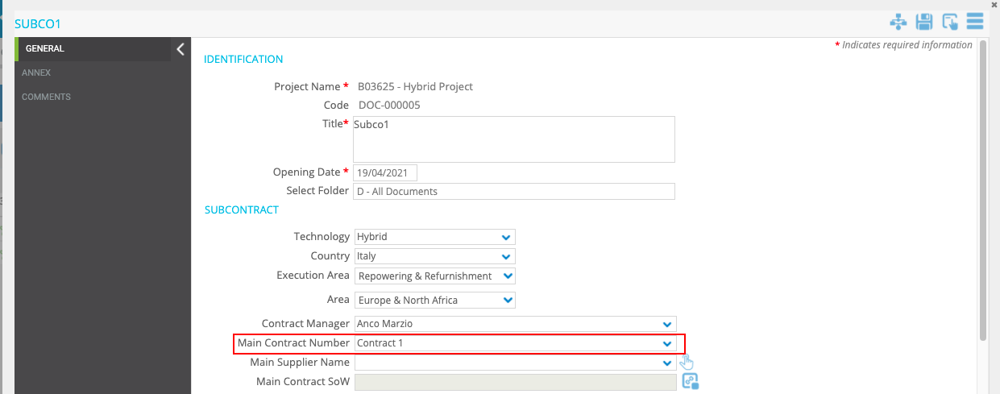 SUBCO1
GENERAL
ANNEX
COMMENTS
* Indicates required information
IDENTIFICATION
Project Name * B03625 - Hybrid Project
Code DOC-000005
Title* Subco1
Opening Date * 19/04/2021
Select Folder D - All Documents
SUBCONTRACT
Technology Hybrid
Country Italy
Execution Area Repowering & Refurnishment
Area Europe & North Africa
Contract Manager Anco Marzio
Main Contract Number Contract 1
Main Supplier Name
Main Contract SoW